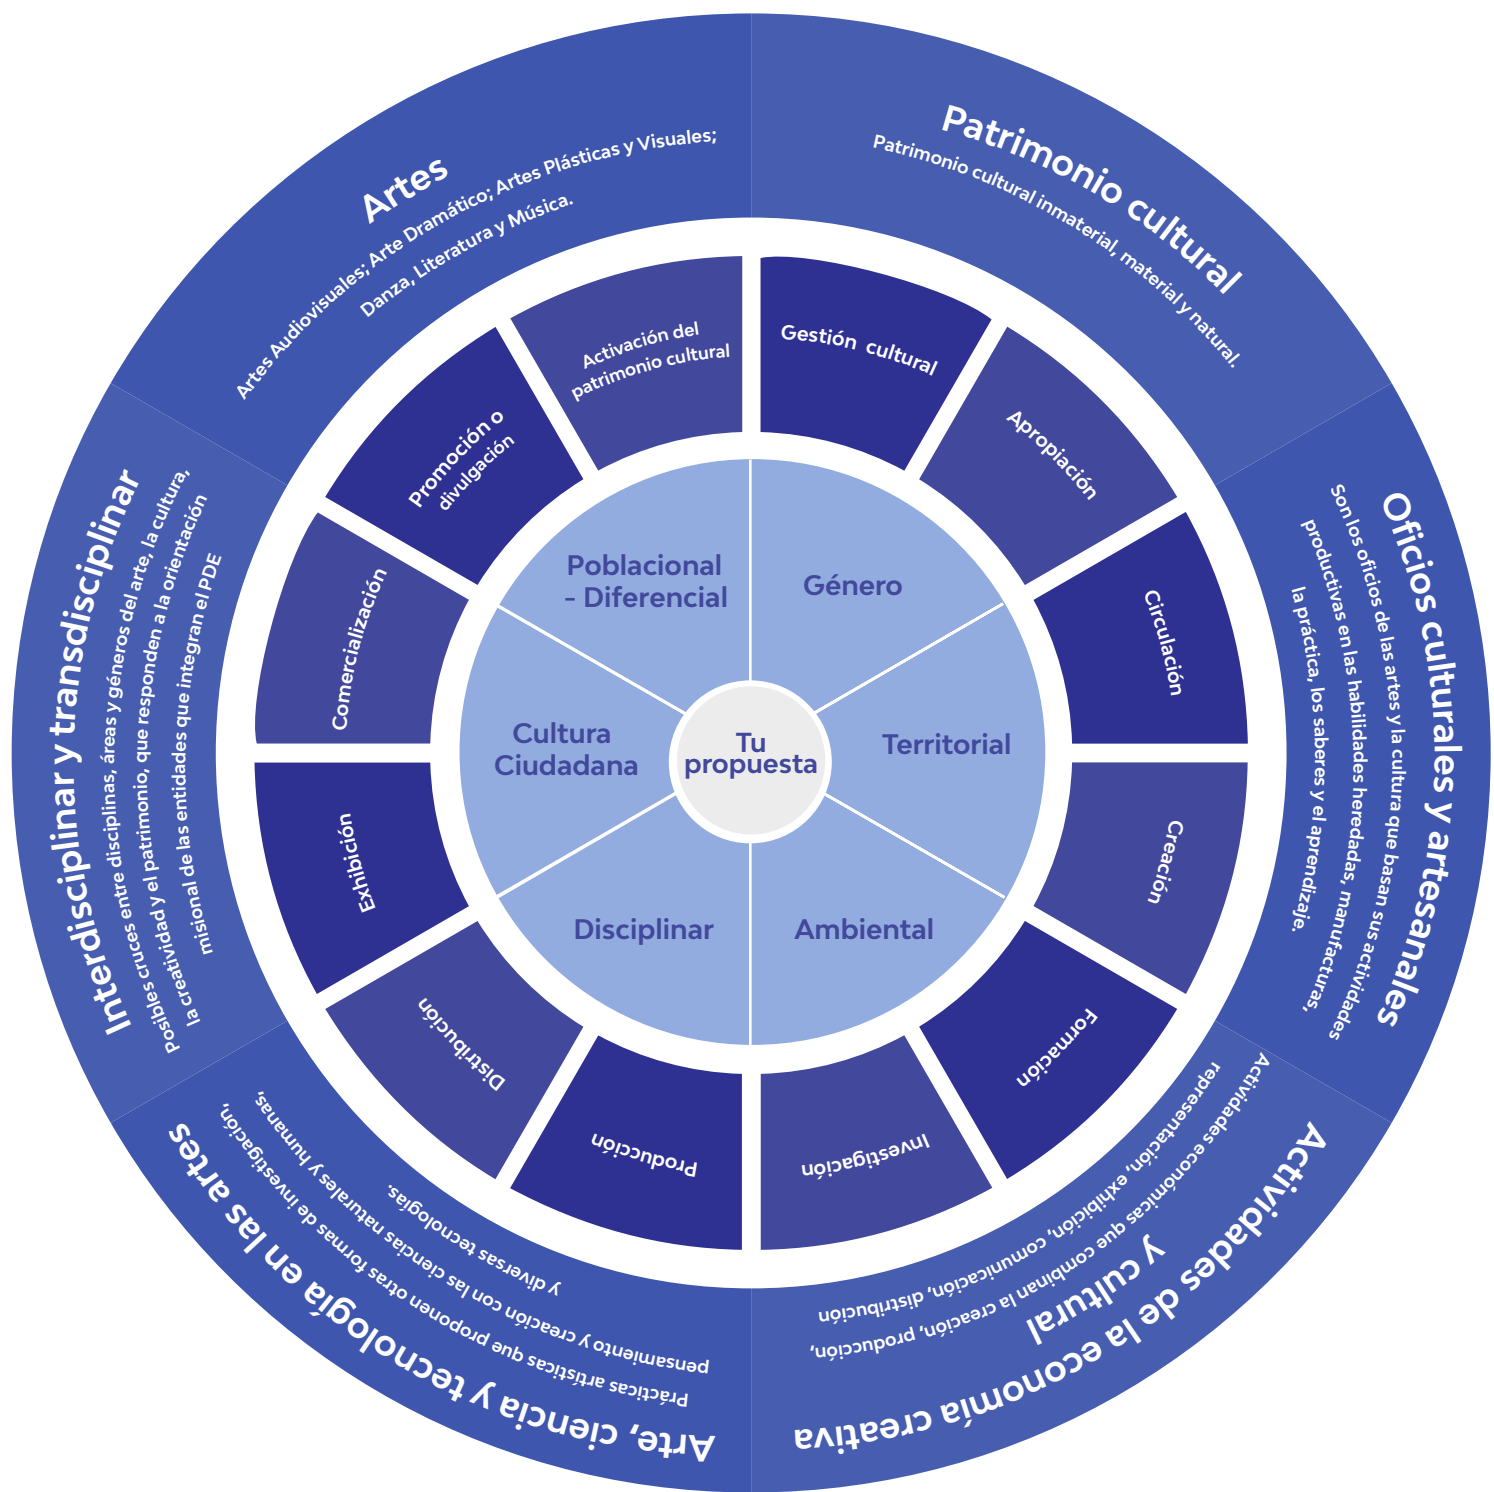 Artes
Artes Audiovisuales; Arte Dramático; Artes Plásticas y Visuales;
Danza, Literatura y Música.
Patrimonio cultural
Patrimonio cultural inmaterial, material y natural.
Oficios culturales y artesanales
Son los oficios de las artes y la cultura que basan sus actividades
productivas en las habilidades heredadas, manufacturas,
la práctica, los saberes y el aprendizaje.
Actividades de la economía creativa
y cultural
Actividades económicas que combinan la creación, producción,
representación, exhibición, comunicación, distribución
Arte, ciencia y tecnología en las artes
Prácticas artísticas que proponen otras formas de investigación,
pensamiento y creación con las ciencias naturales y humanas,
y diversas tecnologías.
Interdisciplinar y transdisciplinar
Posibles cruces entre disciplinas, áreas y géneros del arte, la cultura,
la creatividad y el patrimonio, que responden a la orientación
misional de las entidades que integran el PDE
Activación del
patrimonio cultural
Gestión cultural
Apropiación
Circulación
Creación
Formación
Investigación
Producción
Distribución
Exhibición
Comercialización
Promoción o
divulgación
Poblacional
- Diferencial
Género
Territorial
Ambiental
Disciplinar
Cultura
Ciudadana
Tu
propuesta